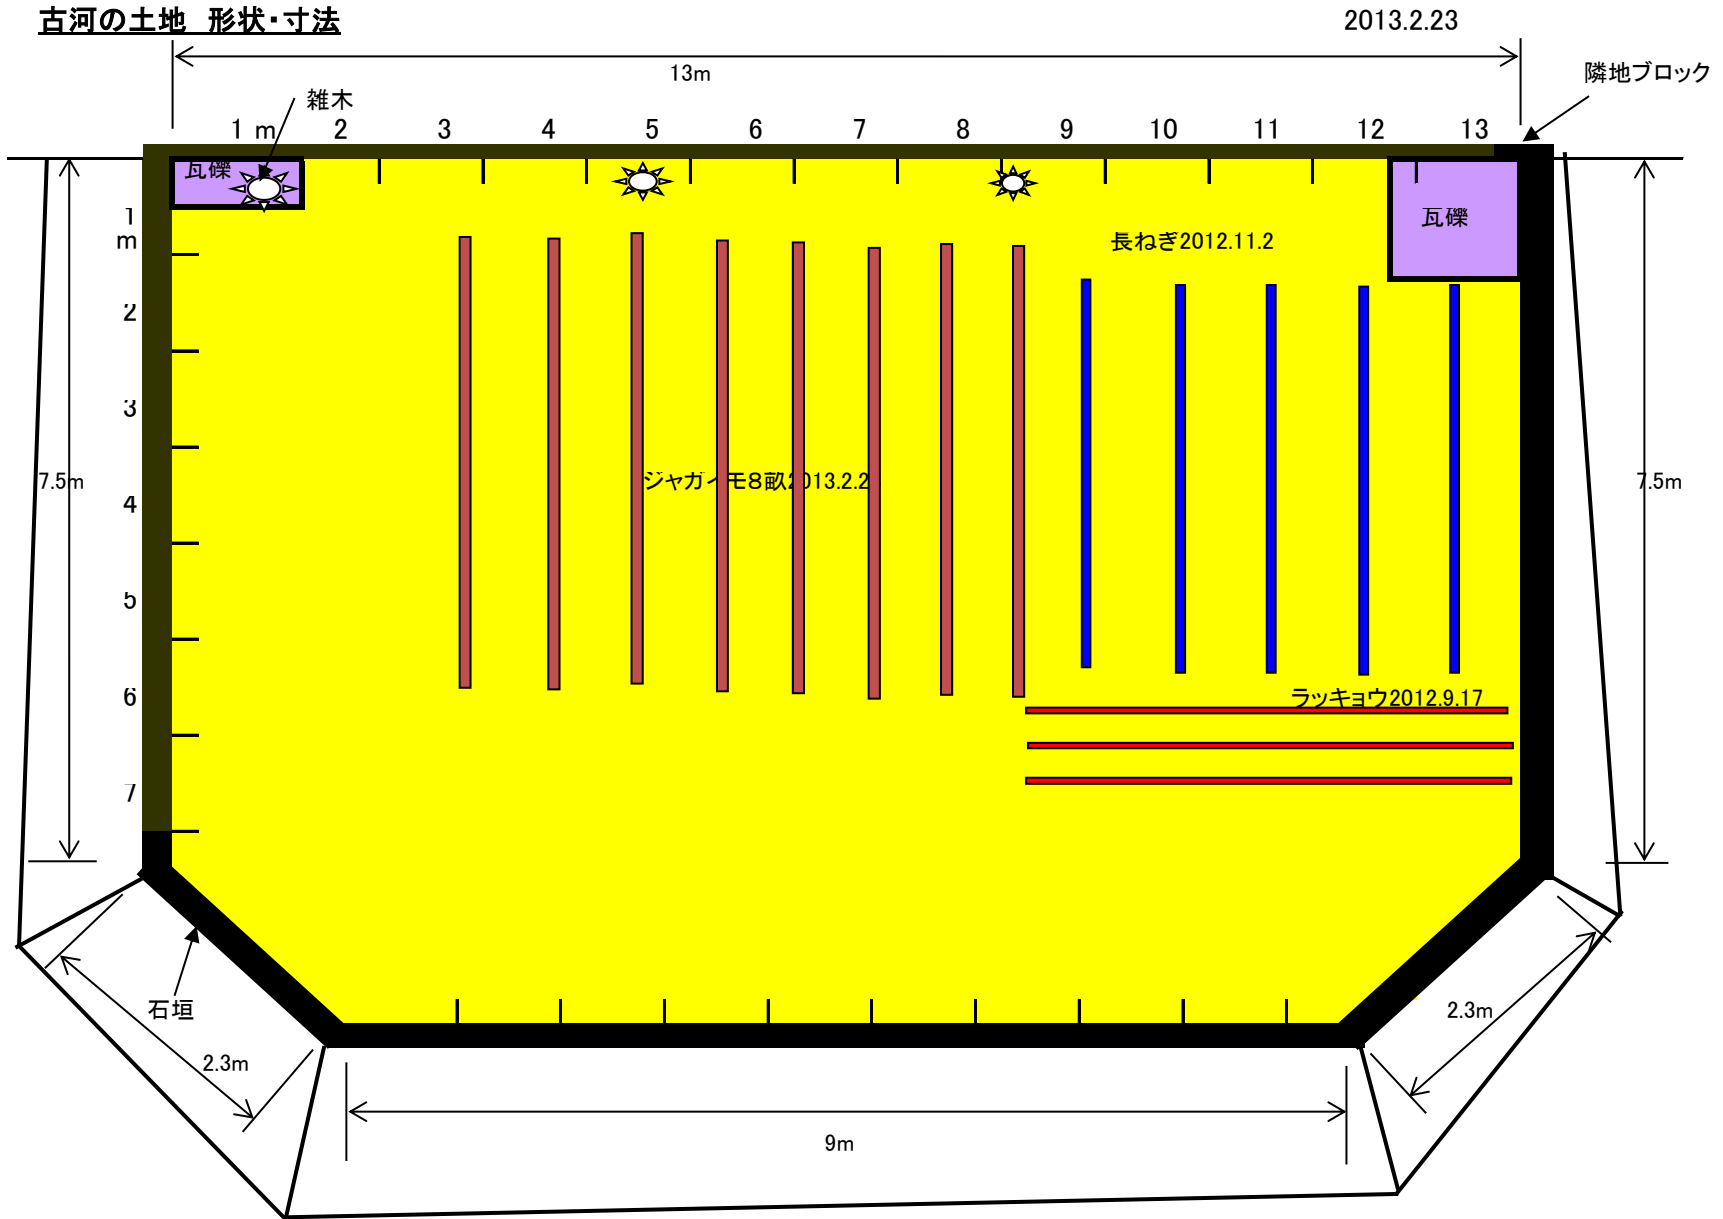 古河の土地　形状・寸法
2013.2.23
13m
隣地ブロック
雑木
1 m 2 3 4 5 6 7 8 9 10 11 12 13
瓦礫
瓦礫
1
m
長ねぎ2012.11.2
2
3
7.5m
ジャガイモ8畝2013.2.2
7.5m
4
5
6
ラッキョウ2012.9.17
7
石垣
2.3m
2.3m
9m